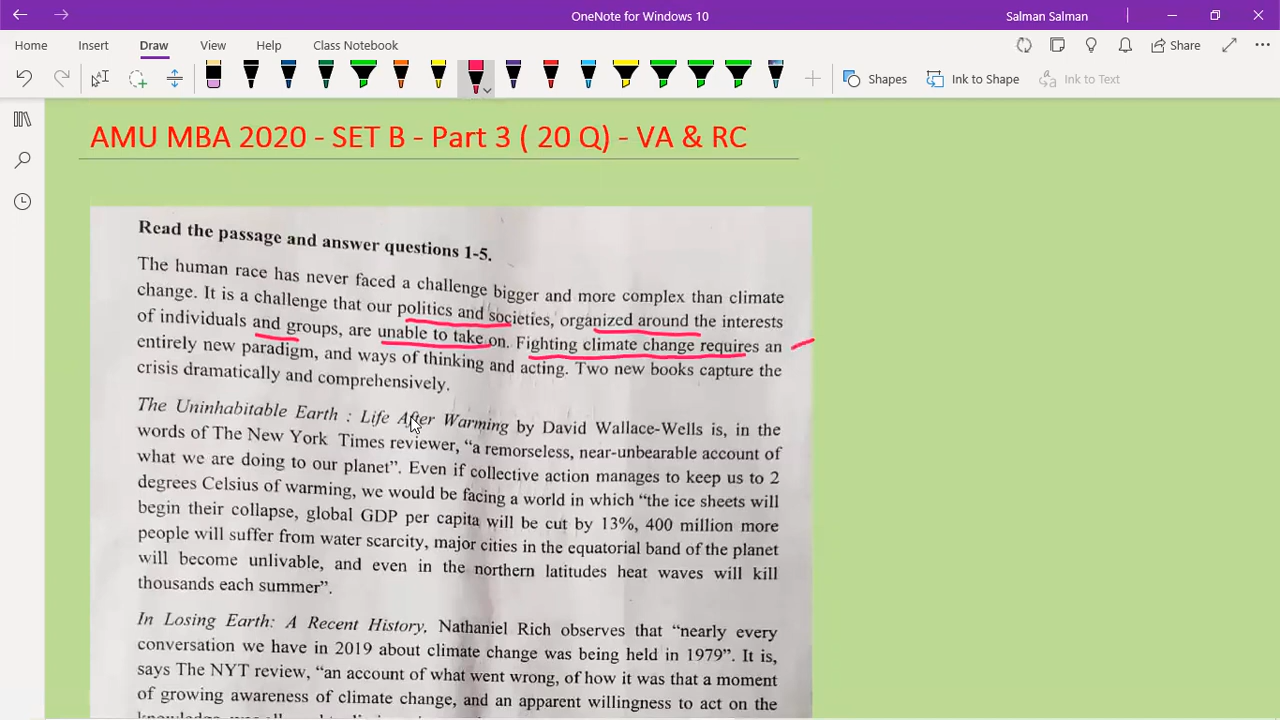 OneNote for Windows 10
Salman Salman
Home Insert Draw View Help Class Notebook
Share
Shapes Ink to Shape Ink to Text
AMU MBA 2020 - SET B - Part 3 ( 20 Q) - VA & RC
Read the passage and answer questions 1-5.
The human race has never faced a challenge bigger and more complex than climate
change. It is a challenge that our politics and societies, organized around the interests
of individuals and groups, are unable to take on. Fighting climate change requires an
entirely new paradigm, and ways of thinking and acting. Two new books capture the
crisis dramatically and comprehensively.
The Uninhabitable Earth : Life After Warming by David Wallace-Wells is, in the
words of The New York Times reviewer, “a remorseless, near-unbearable account of
what we are doing to our planet”. Even if collective action manages to keep us to 2
degrees Celsius of warming, we would be facing a world in which “the ice sheets will
begin their collapse, global GDP per capita will be cut by 13%, 400 million more
people will suffer from water scarcity, major cities in the equatorial band of the planet
will become unlivable, and even in the northern latitudes heat waves will kill
thousands each summer”.
In Losing Earth: A Recent History, Nathaniel Rich observes that “nearly every
conversation we have in 2019 about climate change was being held in 1979”. It is,
says The NYT review, “an account of what went wrong, of how it was that a moment
of growing awareness of climate change, and an apparent willingness to act on the